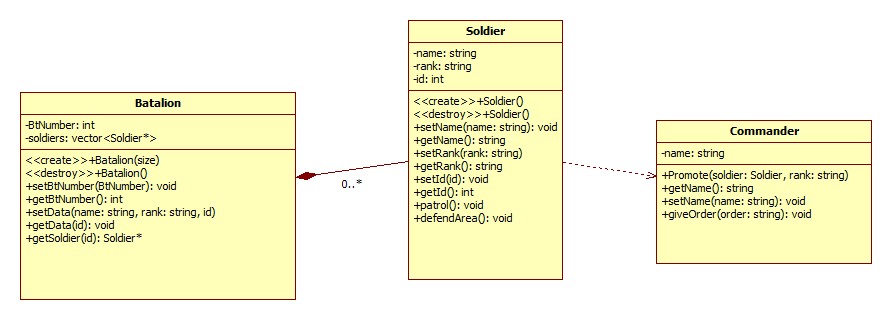 Batalion
-BtNumber: int
-soldiers: vector<Soldier*>
<<create>>+Batalion(size)
<<destroy>>+Batalion()
+setBtNumber(BtNumber): void
+getBtNumber(): int
+setData(name: string, rank: string, id)
+getData(id): void
+getSoldier(id): Soldier*
0..*
Soldier
-name: string
-rank: string
-id: int
<<create>>+Soldier()
<<destroy>>+Soldier()
+setName(name: string): void
+getName(): string
+setRank(rank: string)
+getRank(): string
+setId(id): void
+getId(): int
+patrol(): void
+defendArea(): void
Commander
-name: string
+Promote(soldier: Soldier, rank: string)
+getName(): string
+setName(name: string): void
+giveOrder(order: string): void